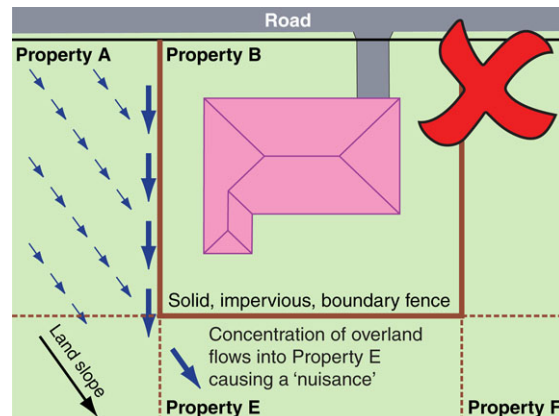 Road
Property A
Property B
Solid, impervious, boundary fence
Land slope
Concentration of overland
flows into Property E
causing a ‘nuisance’
Property E
Property F